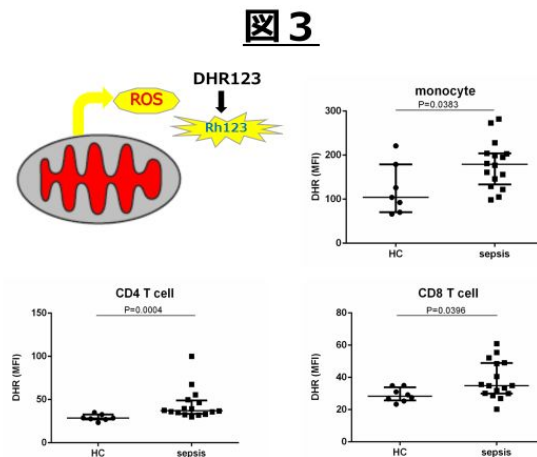 図３
DHR123
ROS
Rh123
monocyte
P=0.0383
300
200
100
0
DHR (MFI)
HC
sepsis
CD4 T cell
P=0.0004
150
100
50
0
DHR (MFI)
HC
sepsis
CD8 T cell
P=0.0396
80
60
40
20
0
DHR (MFI)
HC
sepsis